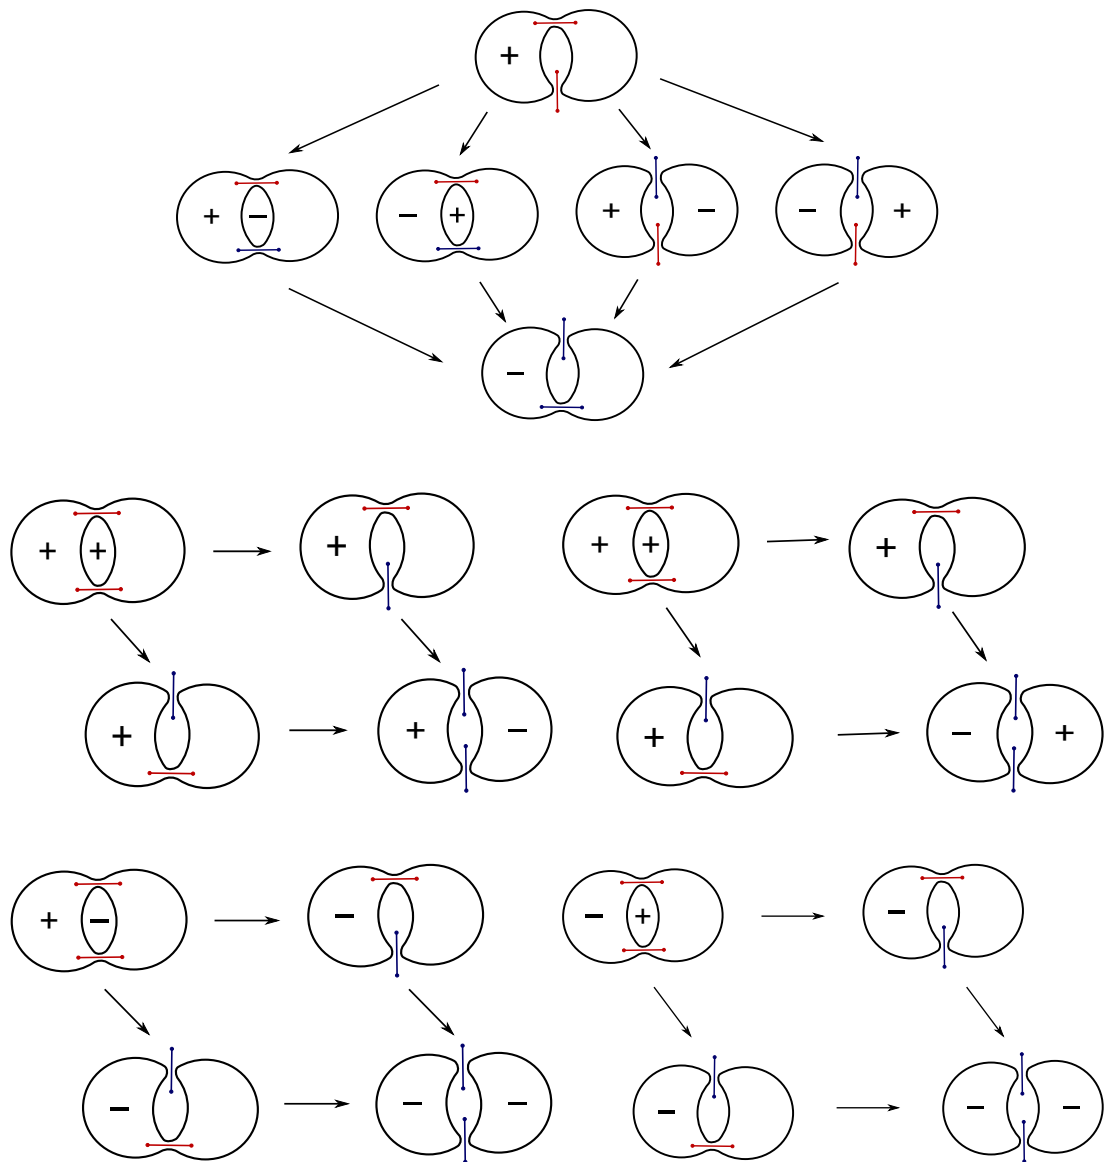 +
+ − − + + − − +
−
+ + + + + +
+ + − + − +
+ − − − + −
− − − − − −